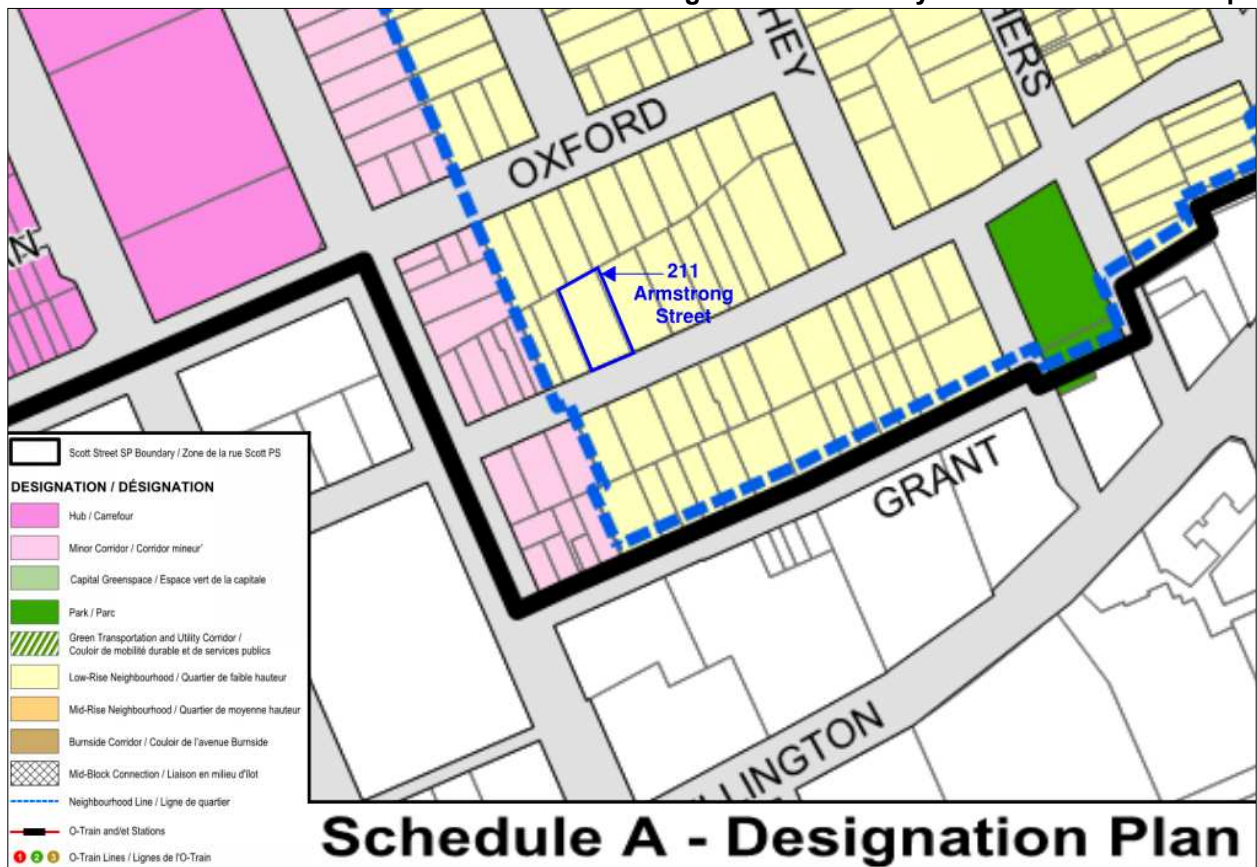 HEY
HERS
OXFORD
211
Armstrong
Street
AN
GRANT
LLINGTON
Scott Street SP Boundary / Zone de la rue Scott PS
DESIGNATION / DÉSIGNATION
Hub / Carrefour
Minor Corridor / Corridor mineur'
Capital Greenspace / Espace vert de la capitale
Park / Parc
Green Transportation and Utility Corridor /
Couloir de mobilité durable et de services publics
Low-Rise Neighbourhood / Quartier de faible hauteur
Mid-Rise Neighbourhood / Quartier de moyenne hauteur
Burnside Corridor / Couloir de l'avenue Burnside
Mid-Block Connection / Liaison en milieu d'îlot
Neighbourhood Line / Ligne de quartier
O-Train and/et Stations
1 2 3 O-Train Lines / Lignes de l'O-Train
Schedule A - Designation Plan